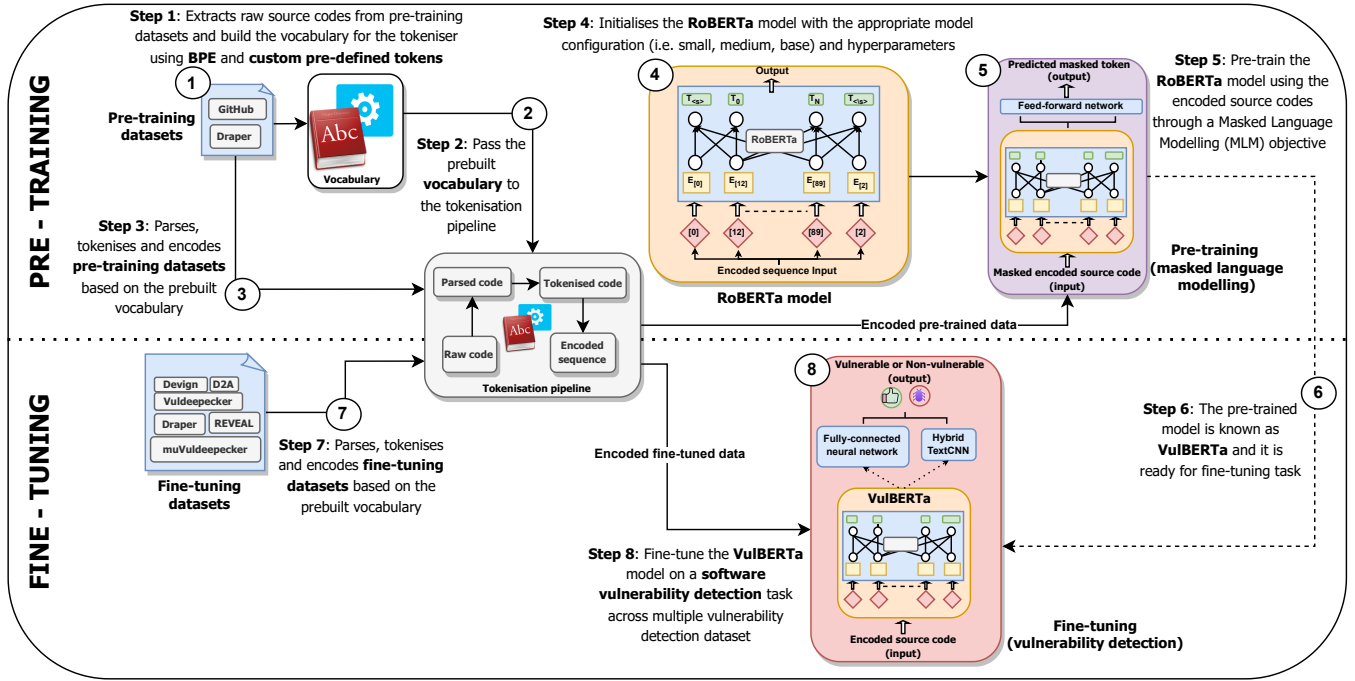 PRE - TRAINING
Step 1: Extracts raw source codes from pre-training
datasets and build the vocabulary for the tokeniser
using BPE and custom pre-defined tokens
1
GitHub
Draper
Pre-training
datasets
Abc
Vocabulary
2
Step 2: Pass the
prebuilt
vocabulary to
the tokenisation
pipeline
Step 3: Parses,
tokenises and encodes
pre-training datasets
based on the prebuilt
vocabulary
3
Parsed code
Tokenised code
Abc
Raw code
Encoded
sequence
Tokenisation pipeline
Step 4: Initialises the RoBERTa model with the appropriate model
configuration (i.e. small, medium, base) and hyperparameters
4
Output
T<s>
T0
TN
T<\s>
RoBERTa
E[0]
E[12]
E[89]
E[2]
[0]
[12]
[89]
[2]
Encoded sequence Input
RoBERTa model
5
Predicted masked token
(output)
Feed-forward network
Masked encoded source code
(input)
Step 5: Pre-train the
RoBERTa model using the
encoded source codes
through a Masked Language
Modelling (MLM) objective
Pre-training
(masked language
modelling)
Encoded pre-trained data
FINE - TUNING
Devign
D2A
Vuldeepecker
Draper
REVEAL
muVuldeepecker
Fine-tuning
datasets
7
Step 7: Parses, tokenises
and encodes fine-tuning
datasets based on the
prebuilt vocabulary
Encoded fine-tuned data
8
Vulnerable or Non-vulnerable
(output)
Fully-connected
neural network
Hybrid
TextCNN
VulBERTa
Encoded source code
(input)
Step 8: Fine-tune the VulBERTa
model on a software
vulnerability detection task
across multiple vulnerability
detection dataset
6
Step 6: The pre-trained
model is known as
VulBERTa and it is
ready for fine-tuning task
Fine-tuning
(vulnerability detection)